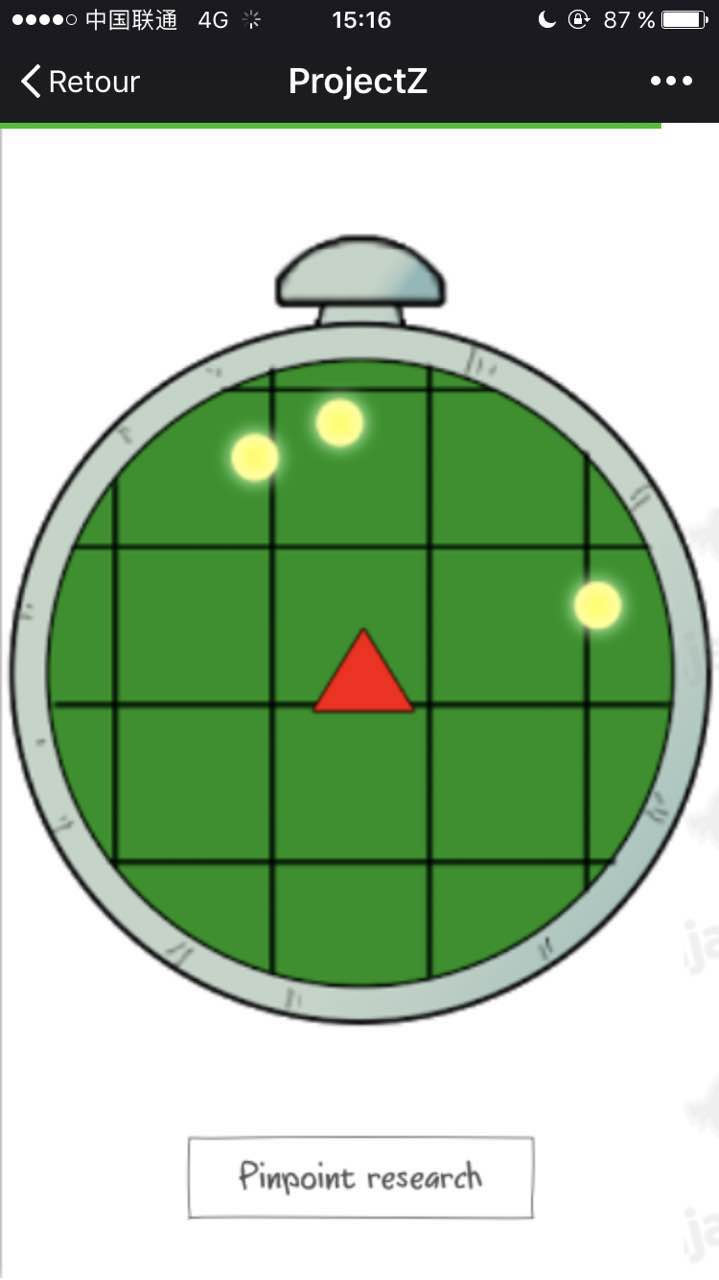 中国联通 4G 15:16 87 %
Retour ProjectZ
Pinpoint research